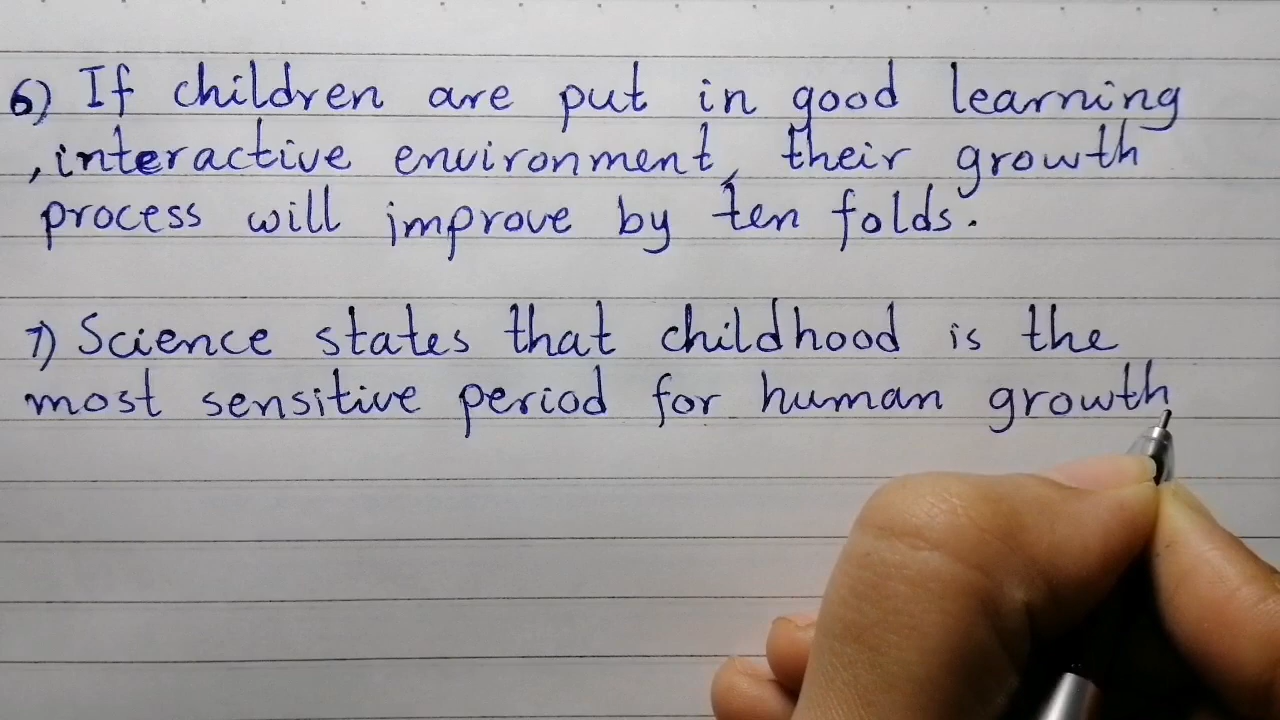 6) If children are put in good learning
, interactive environment, their growth
process will improve by ten folds.
7) Science states that childhood is the
most sensitive period for human growth